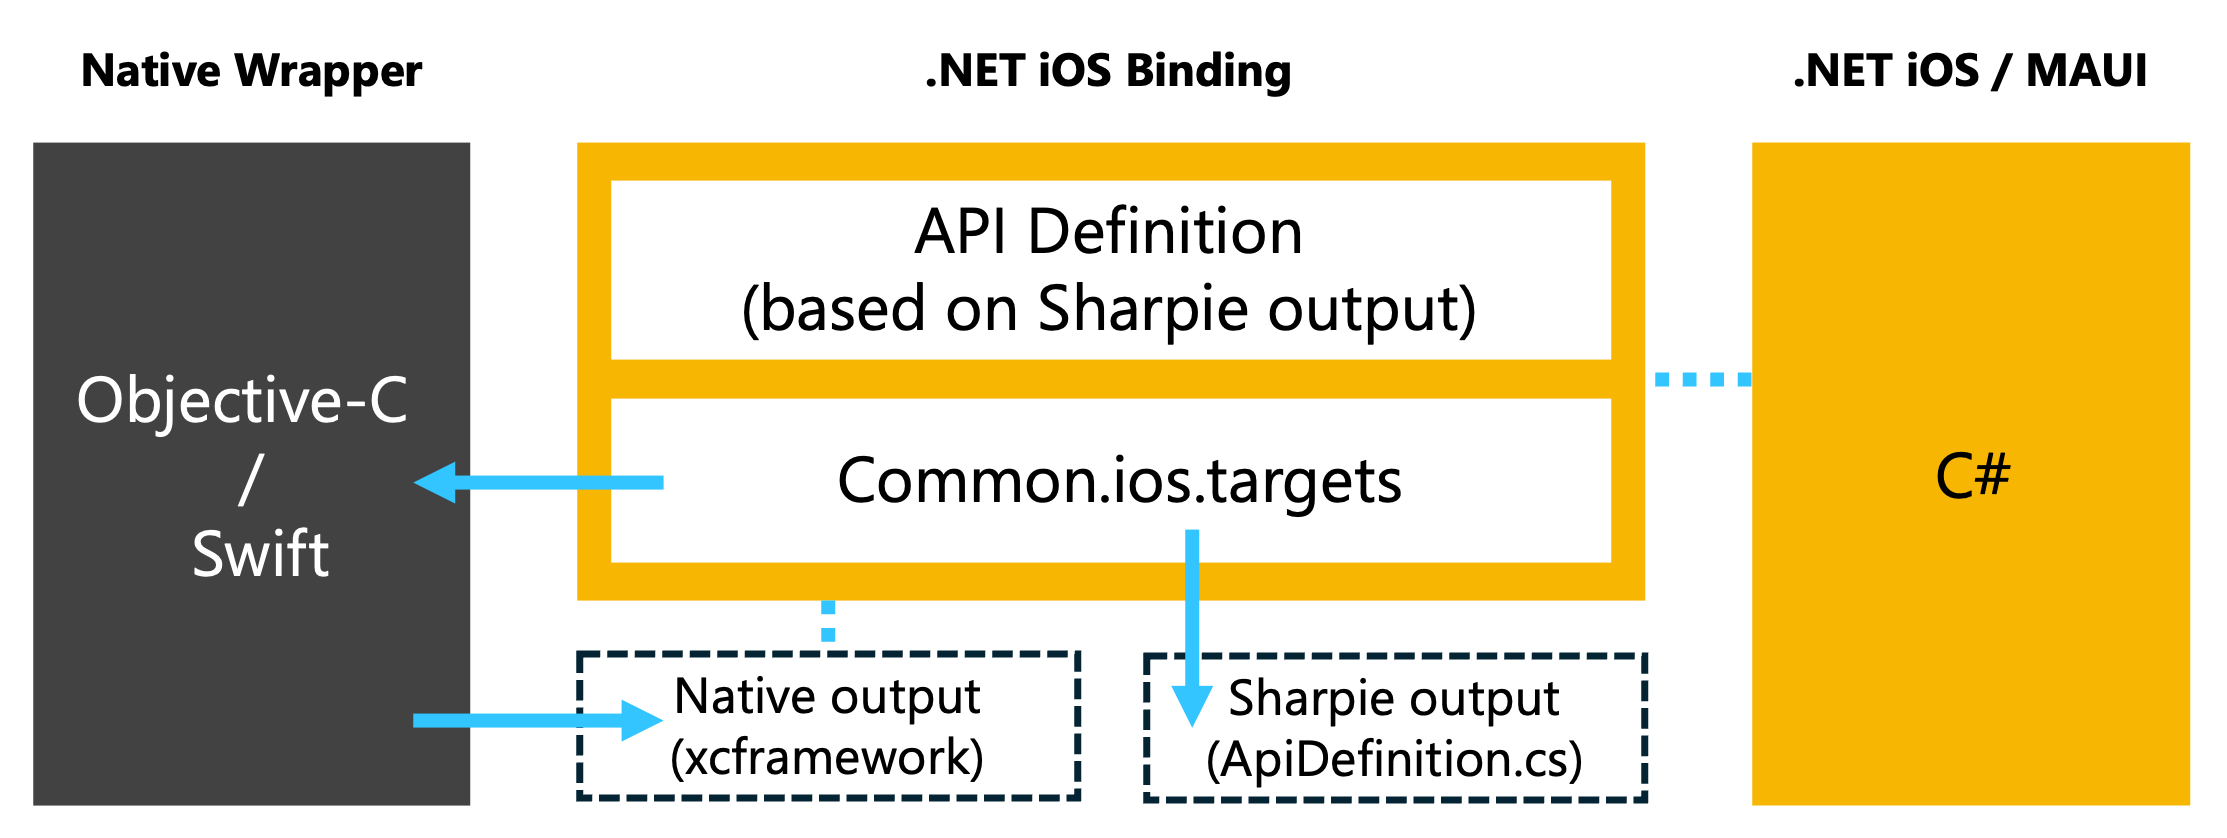 Native Wrapper
.NET iOS Binding
.NET iOS / MAUI
Objective-C
/
Swift
API Definition
(based on Sharpie output)
Common.ios.targets
C#
Native output
(xcframework)
Sharpie output
(ApiDefinition.cs)